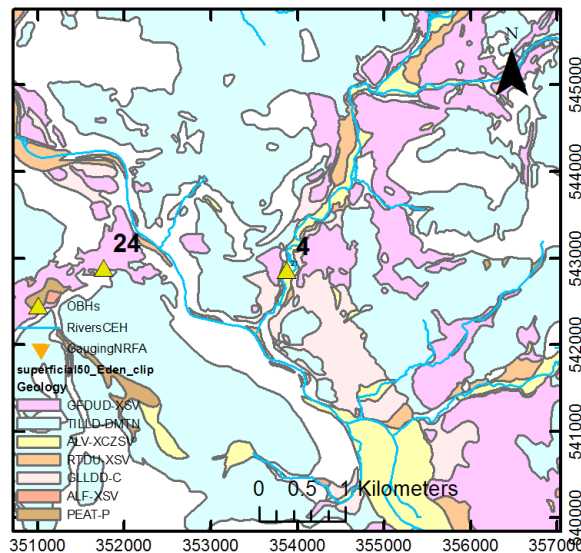 N
24
4
OBHs
RiversCEH
GaugingNRFA
superficial50_Eden_clip
Geology
GFDUD-XSV
TILLD-DMTN
ALV-XCZSV
RTDU-XSV
GLLDD-C
ALF-XSV
PEAT-P
0 0.5 1 Kilometers
545000
544000
543000
542000
541000
540000
351000 352000 353000 354000 355000 356000 357000